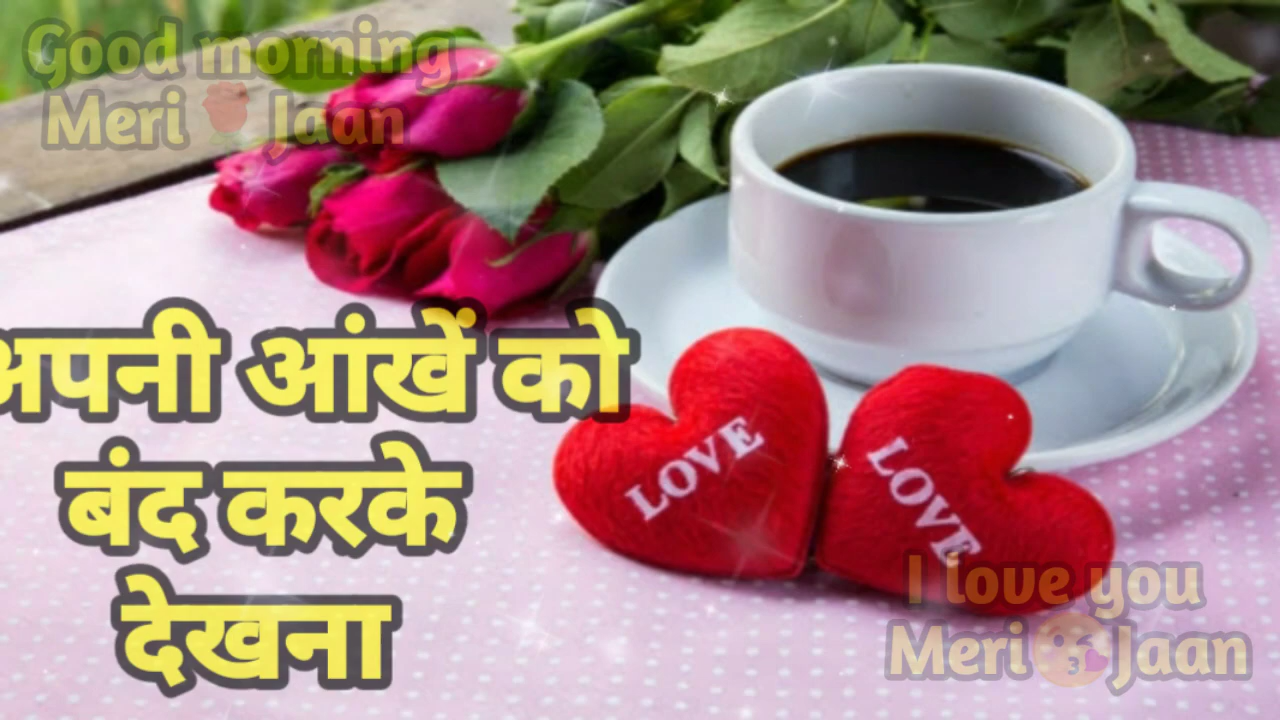 Good morning
Meri🌹Jaan
अपनी आंखें को
बंद करके
देखना
LOVE
LOVE
I love you
Meri😘Jaan